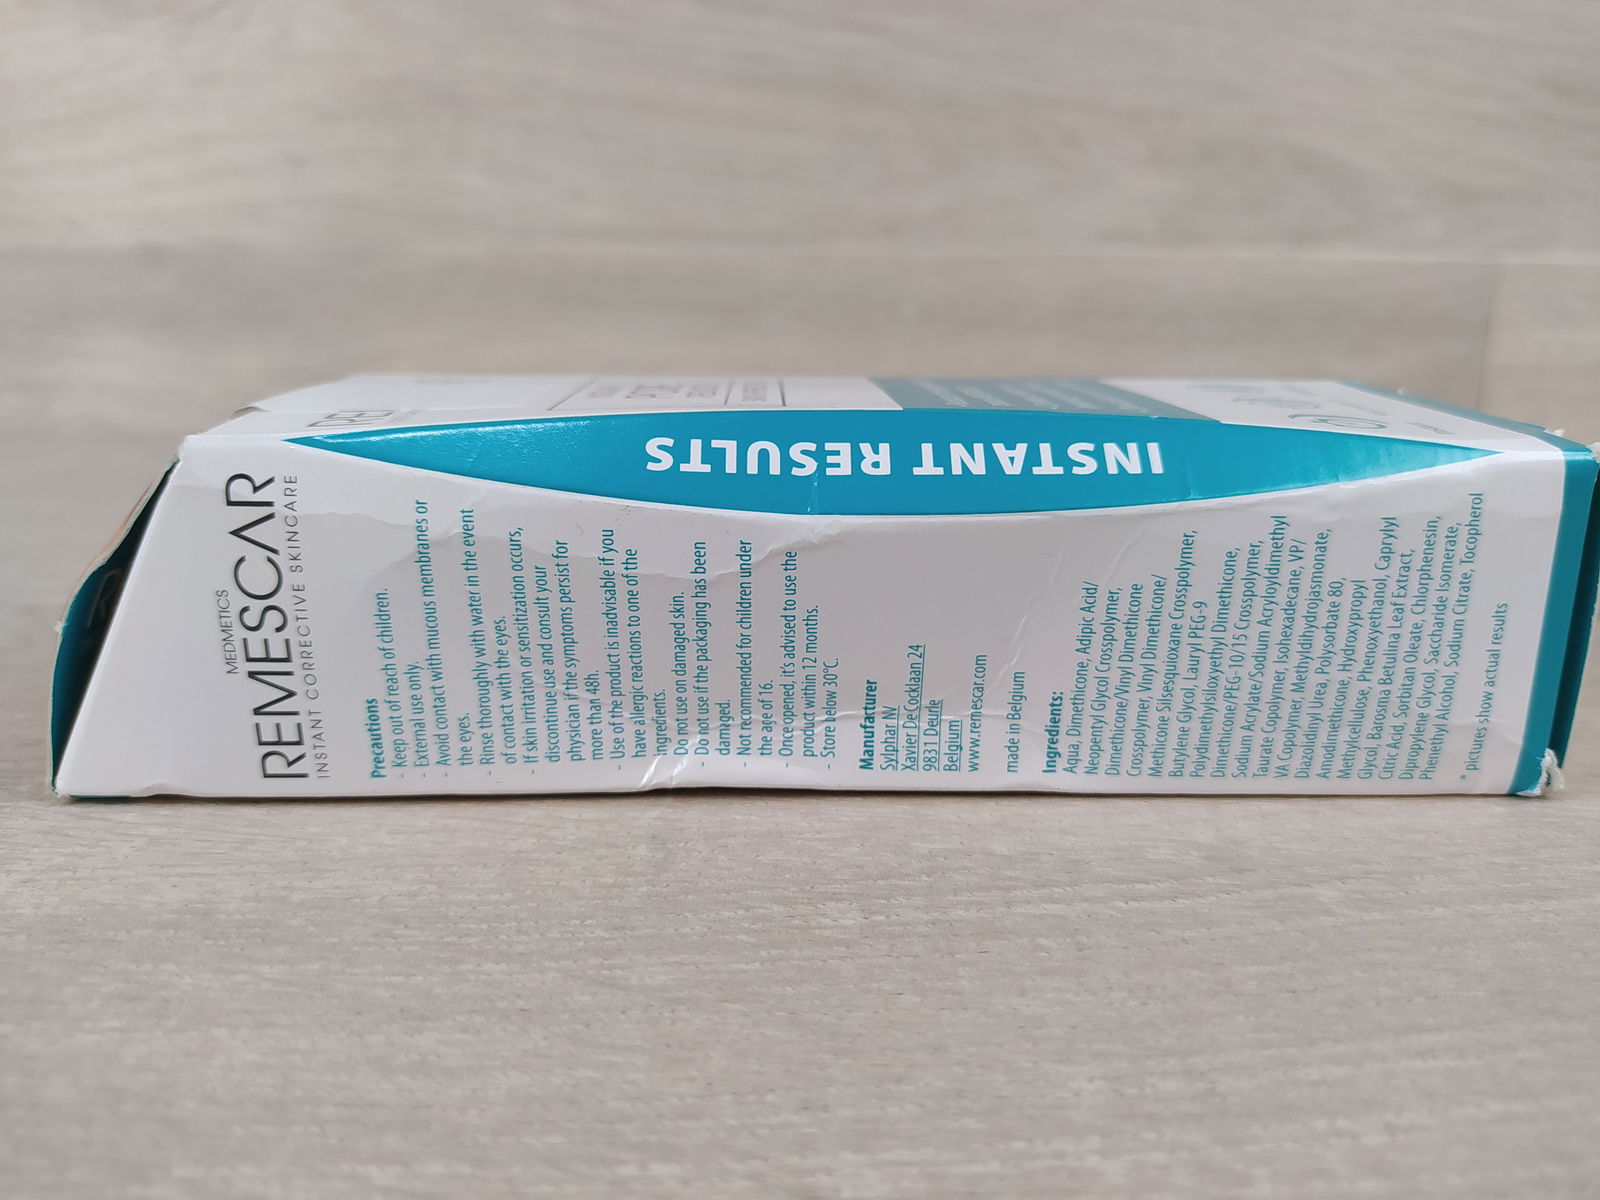 MEDMETICS
REMESCAR
INSTANT CORRECTIVE SKINCARE
Precautions
- Keep out of reach of children.
- External use only.
- Avoid contact with mucous membranes or
the eyes.
- Rinse thoroughly with water in the event
of contact with the eyes.
- If skin irritation or sensitization occurs,
discontinue use and consult your
physician if the symptoms persist for
more than 48h.
- Use of the product is inadvisable if you
have allergic reactions to one of the
ingredients.
- Do not use on damaged skin.
- Do not use if the packaging has been
damaged.
- Not recommended for children under
the age of 16.
- Once opened, it's advised to use the
product within 12 months.
- Store below 30°C.
Manufacturer
Sylphar NV
Xavier De Cocklaan 24
9831 Deurle
Belgium
www.remescar.com
made in Belgium
Ingredients:
Aqua, Dimethicone, Adipic Acid/
Neopentyl Glycol Crosspolymer,
Dimethicone/Vinyl Dimethicone
Crosspolymer, Vinyl Dimethicone/
Methicone Silsesquioxane Crosspolymer,
Butylene Glycol, Lauryl PEG-9
Polydimethylsiloxyethyl Dimethicone,
Dimethicone/PEG-10/15 Crosspolymer,
Sodium Acrylate/Sodium Acryloyldimethyl
Taurate Copolymer, Isohexadecane, VP/
VA Copolymer, Methyldihydrojasmonate,
Diazolidinyl Urea, Polysorbate 80,
Amodimethicone, Hydroxypropyl
Methylcellulose, Phenoxyethanol, Caprylyl
Glycol, Barosma Betulina Leaf Extract,
Citric Acid, Sorbitan Oleate, Chlorphenesin,
Dipropylene Glycol, Saccharide Isomerate,
Phenethyl Alcohol, Sodium Citrate, Tocopherol
* pictures show actual results
INSTANT RESULTS